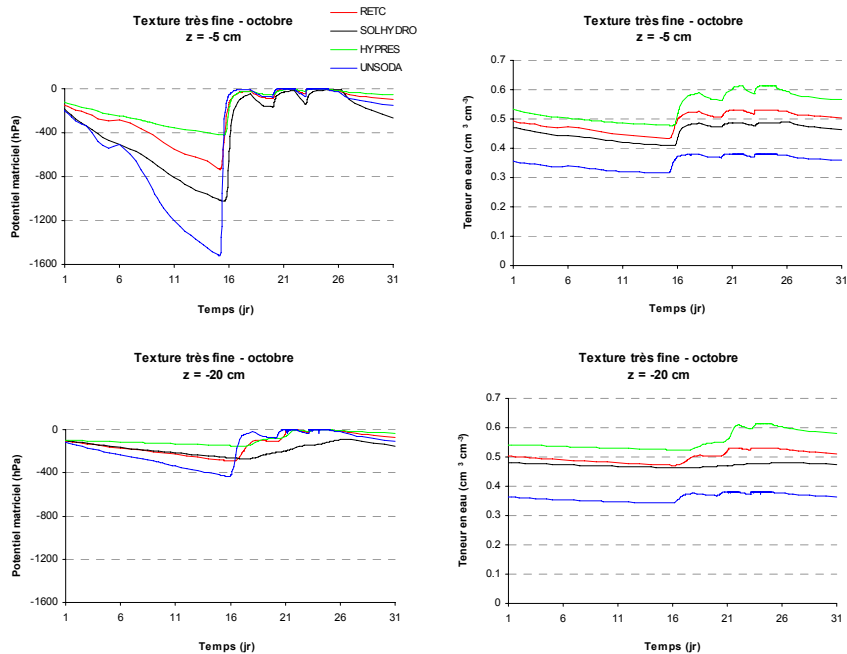 Texture très fine - octobre
z = -5 cm
RETC
SOLHYDRO
HYPRES
UNSODA
Potentiel matriciel (hPa)
0
-400
-800
-1200
-1600
1 6 11 16 21 26 31
Temps (jr)
Texture très fine - octobre
z = -5 cm
Teneur en eau (cm³ cm⁻³)
0.7
0.6
0.5
0.4
0.3
0.2
0.1
0
1 6 11 16 21 26 31
Temps (jr)
Texture très fine - octobre
z = -20 cm
Potentiel matriciel (hPa)
0
-400
-800
-1200
-1600
1 6 11 16 21 26 31
Temps (jr)
Texture très fine - octobre
z = -20 cm
Teneur en eau (cm³ cm⁻³)
0.7
0.6
0.5
0.4
0.3
0.2
0.1
0
1 6 11 16 21 26 31
Temps (jr)